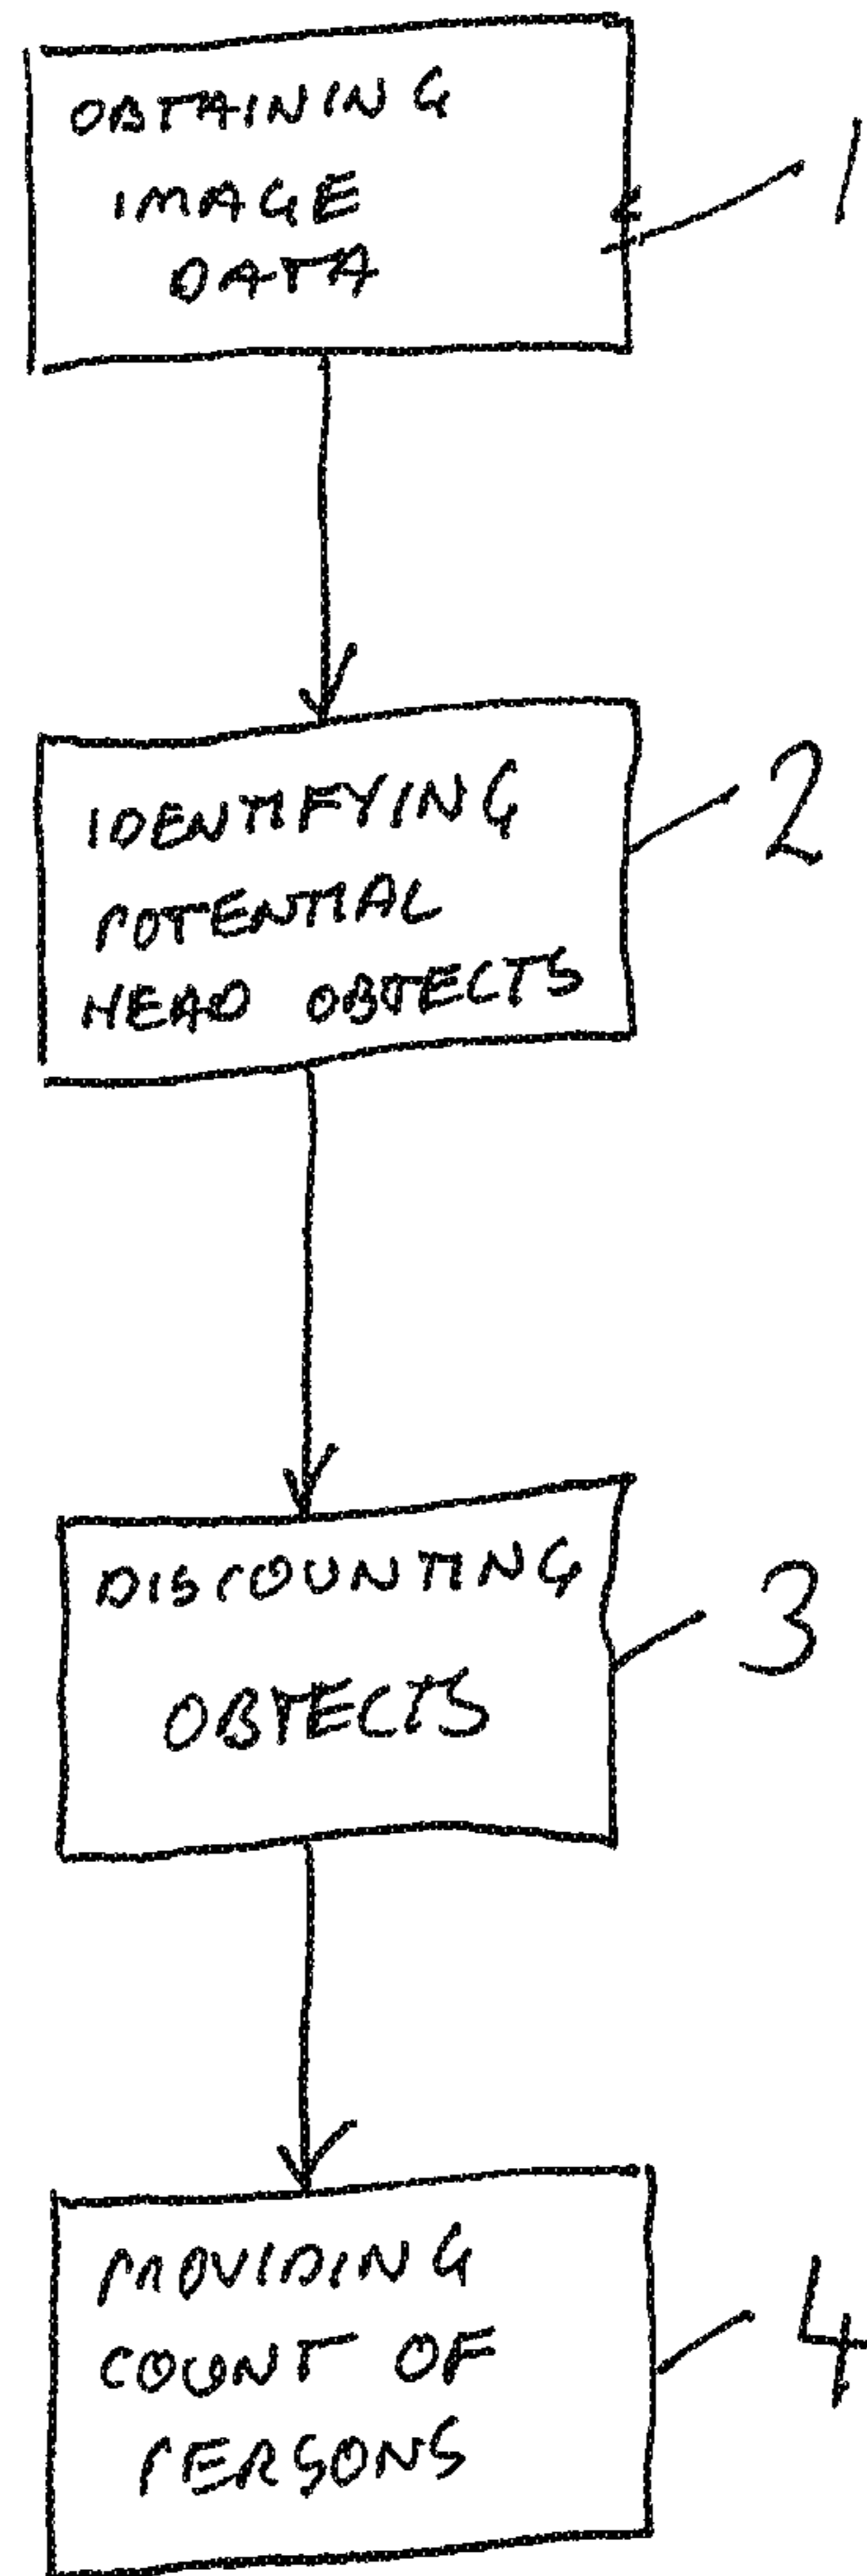 OBTAINING
IMAGE
DATA
1
IDENTIFYING
POTENTIAL
HEAD OBJECTS
2
DISCOUNTING
OBJECTS
3
PROVIDING
COUNT OF
PERSONS
4